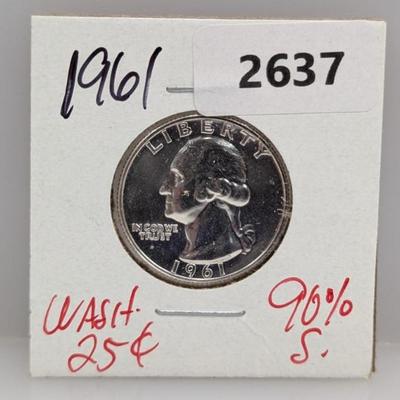 1961
2637
LIBERTY
IN GOD WE
TRUST
1961
WASH.
25¢
90%
S.